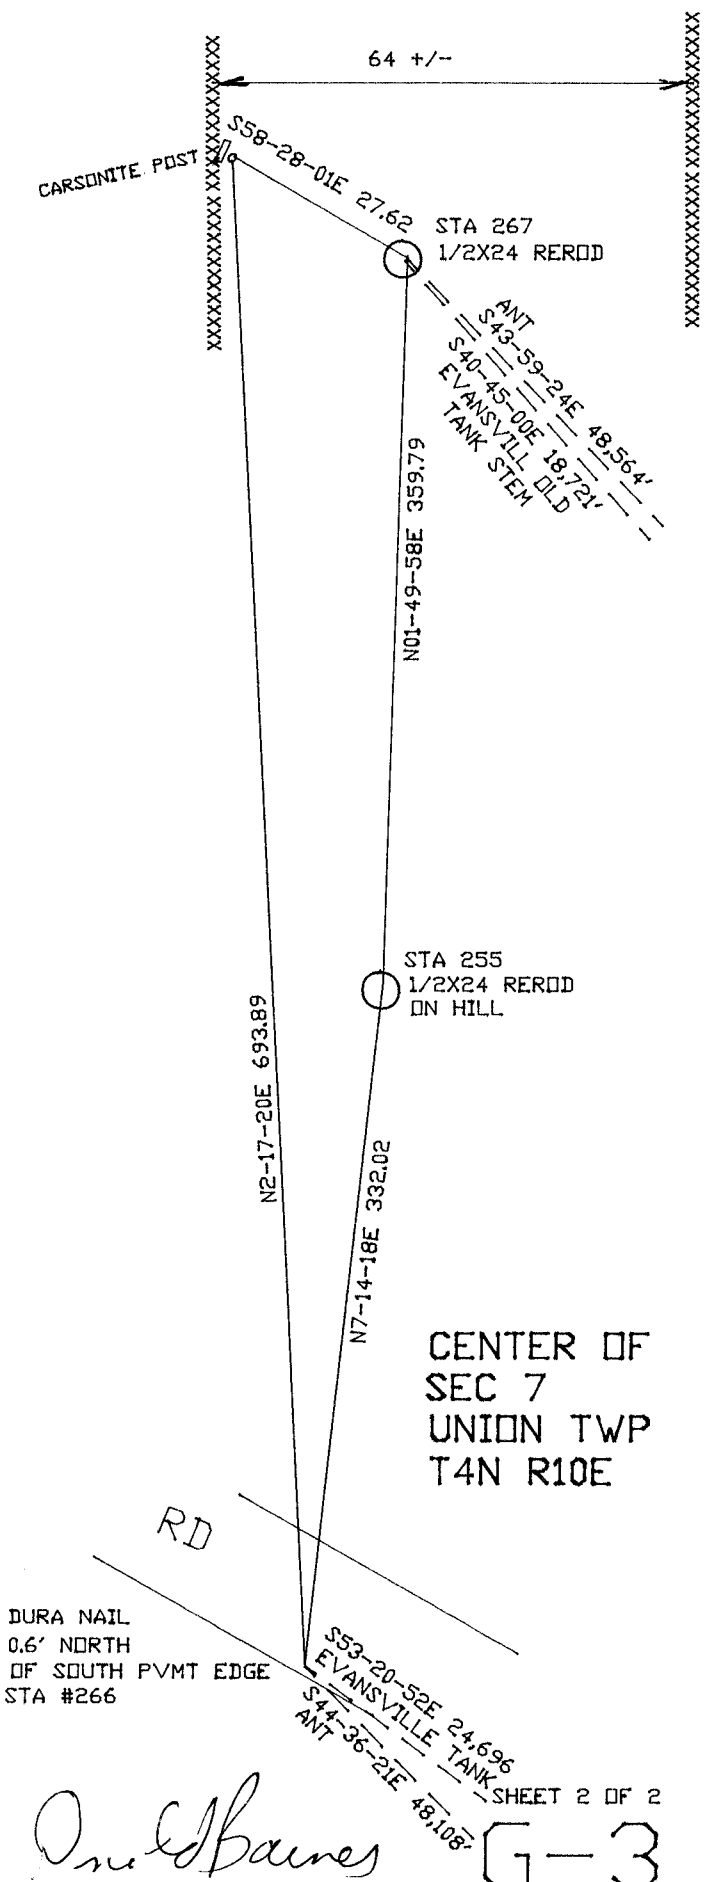 64 +/-
S58-28-01E 27.62
CARSONITE POST
STA 267
1/2X24 REROD
ANT
S43-59-24E 48,564'
S40-45-00E 18,721'
EVANSVILL OLD
TANK STEM
N01-49-58E 359.79
STA 255
1/2X24 REROD
ON HILL
N2-17-20E 693.89
N7-14-18E 332.02
CENTER OF
SEC 7
UNION TWP
T4N R10E
RD
DURA NAIL
0.6' NORTH
OF SOUTH PVMT EDGE
STA #266
S53-20-52E 24,696
EVANSVILLE TANK
S44-36-21E 48,108'
ANT
SHEET 2 OF 2
G-3